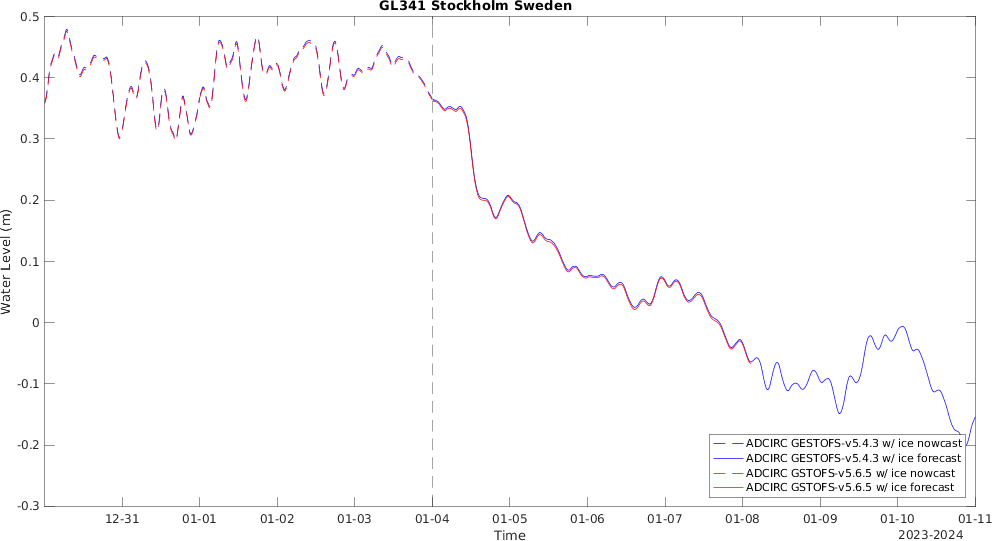 GL341 Stockholm Sweden
0.5
0.4
0.3
0.2
0.1
0
-0.1
-0.2
-0.3
Water Level (m)
ADCIRC GESTOFS-v5.4.3 w/ ice nowcast
ADCIRC GESTOFS-v5.4.3 w/ ice forecast
ADCIRC GSTOFS-v5.6.5 w/ ice nowcast
ADCIRC GSTOFS-v5.6.5 w/ ice forecast
12-31 01-01 01-02 01-03 01-04 01-05 01-06 01-07 01-08 01-09 01-10 01-11
Time
2023-2024